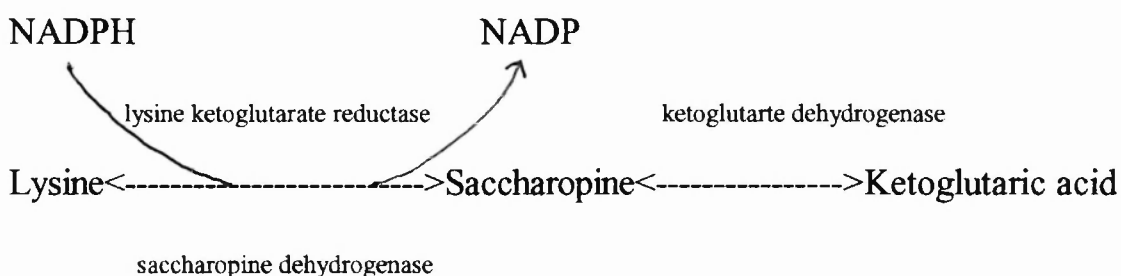 NADPH NADP
lysine ketoglutarate reductase ketoglutarte dehydrogenase
Lysine<---------------------------->Saccharopine<---------------->Ketoglutaric acid
saccharopine dehydrogenase